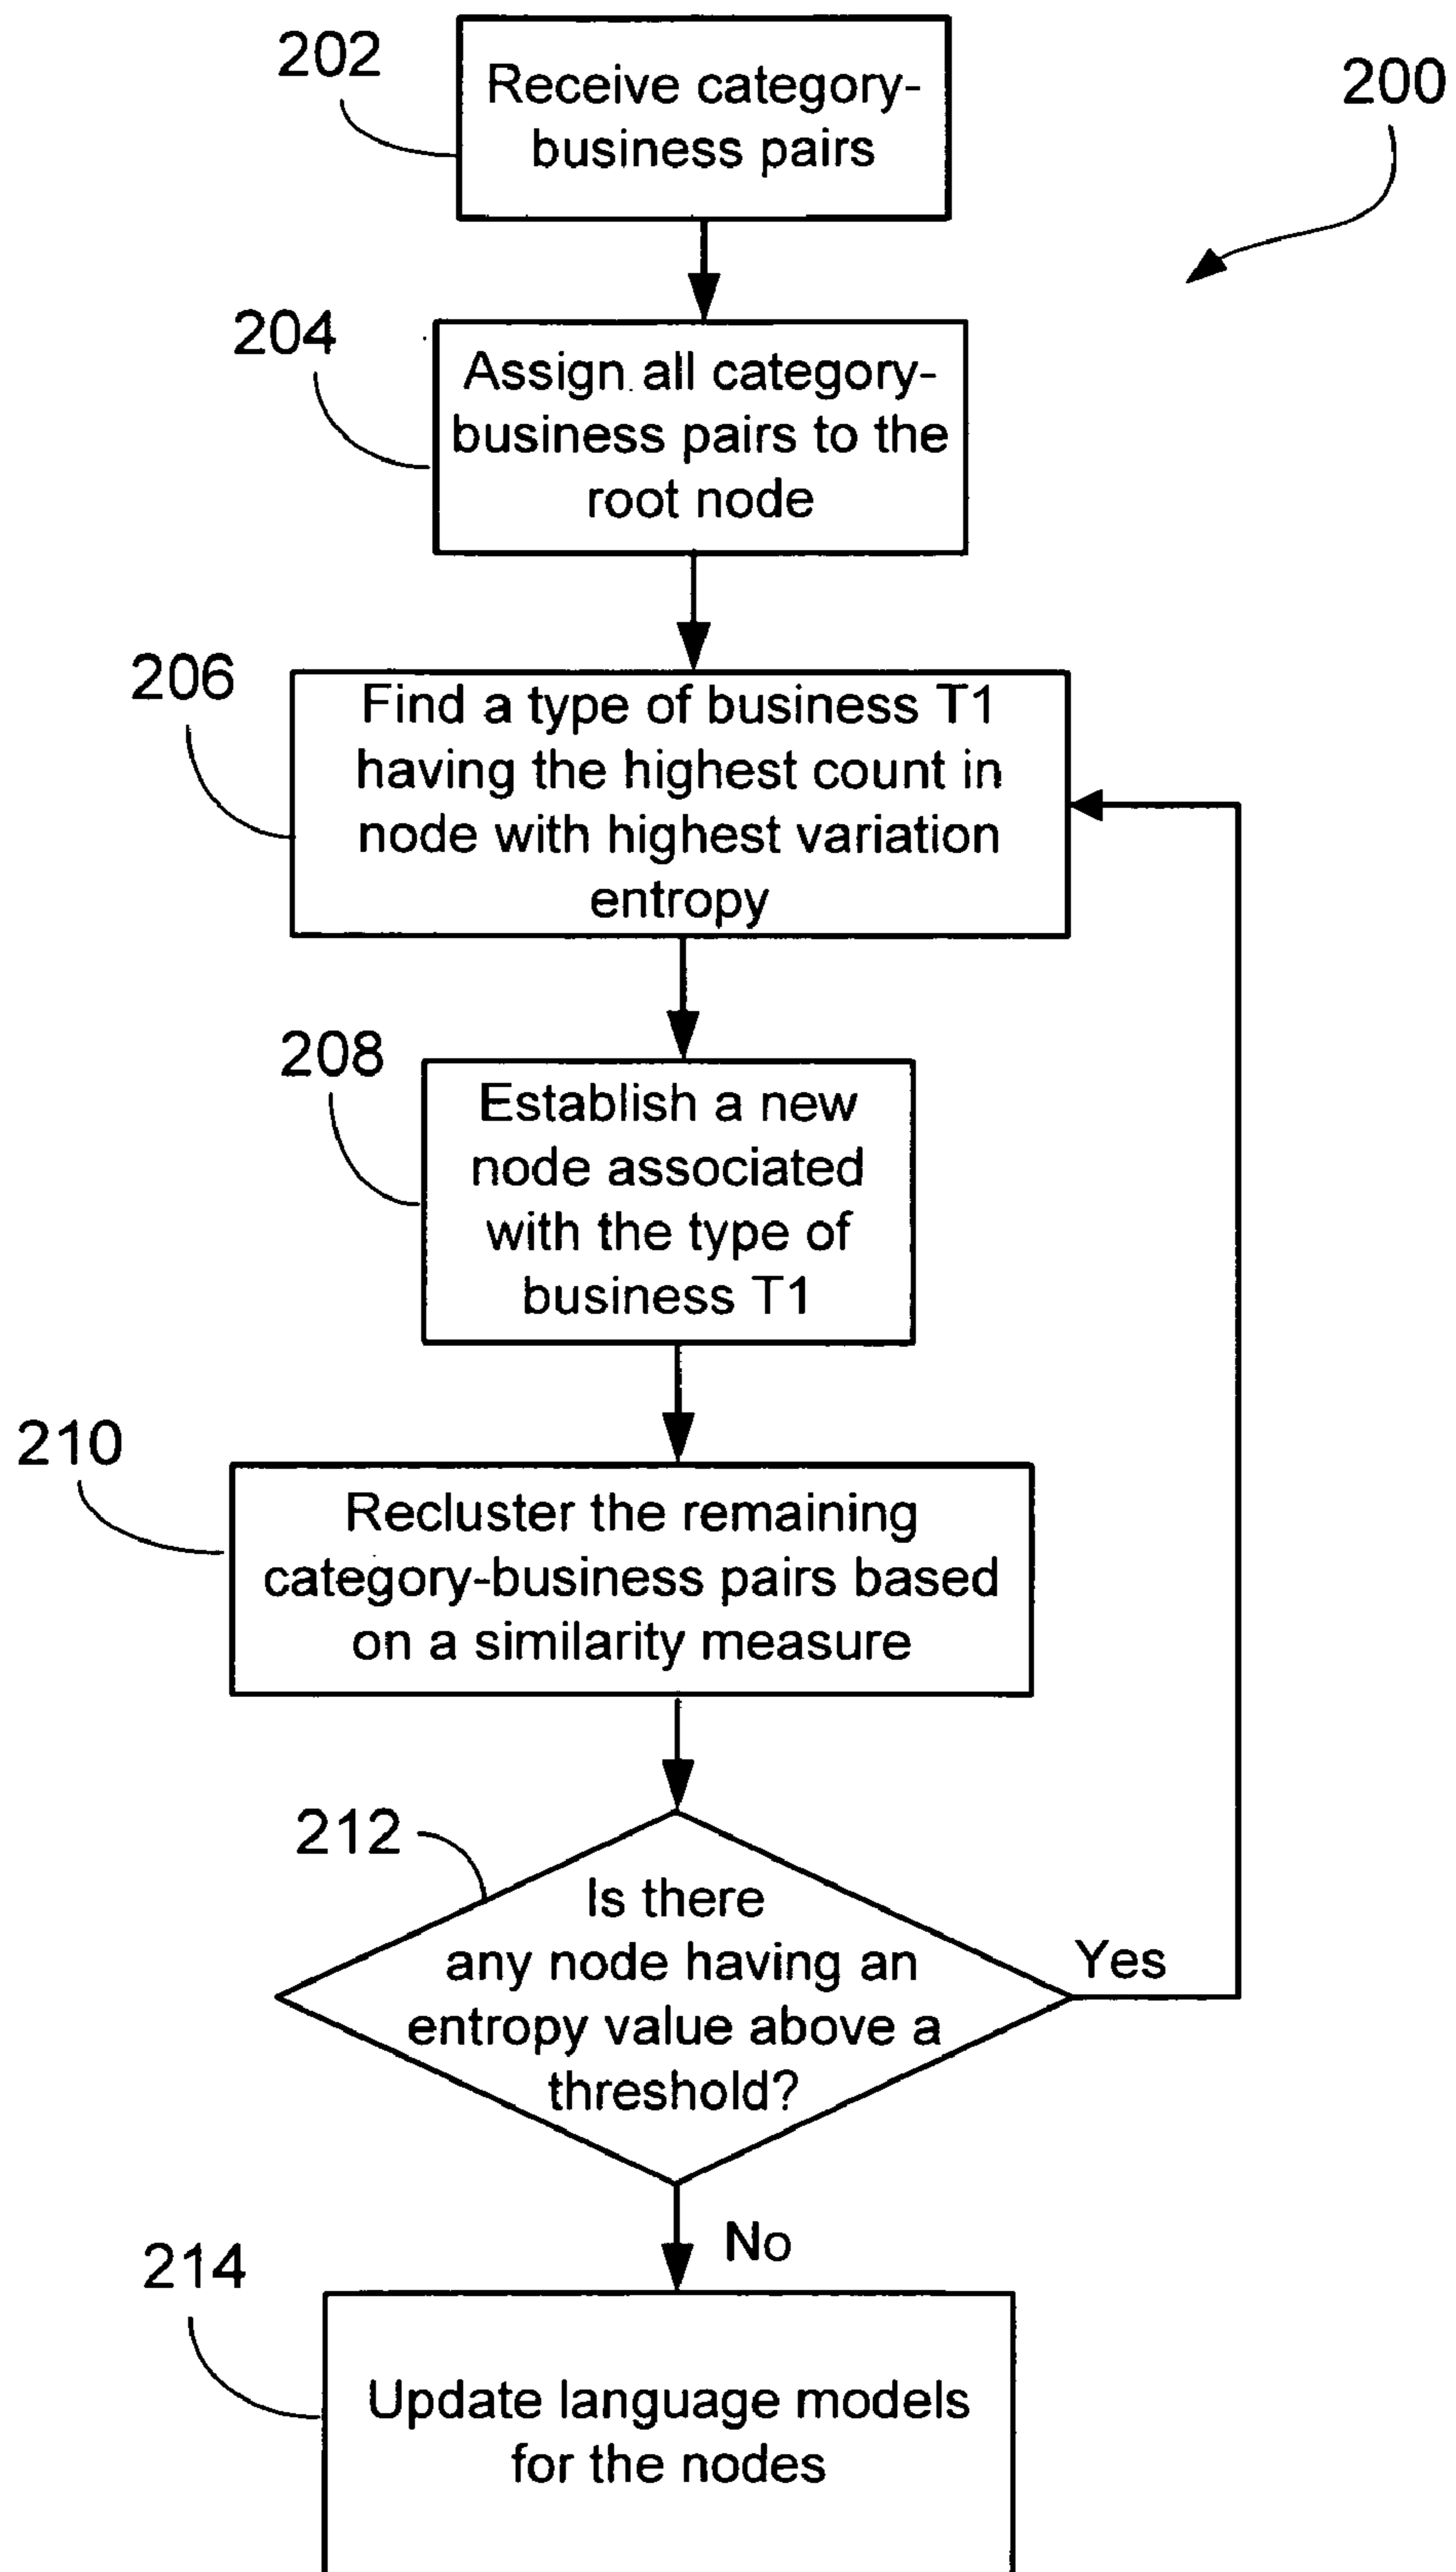 202
Receive category-
business pairs
200
204
Assign all category-
business pairs to the
root node
206
Find a type of business T1
having the highest count in
node with highest variation
entropy
208
Establish a new
node associated
with the type of
business T1
210
Recluster the remaining
category-business pairs based
on a similarity measure
212
Is there
any node having an
entropy value above a
threshold?
Yes
No
214
Update language models
for the nodes